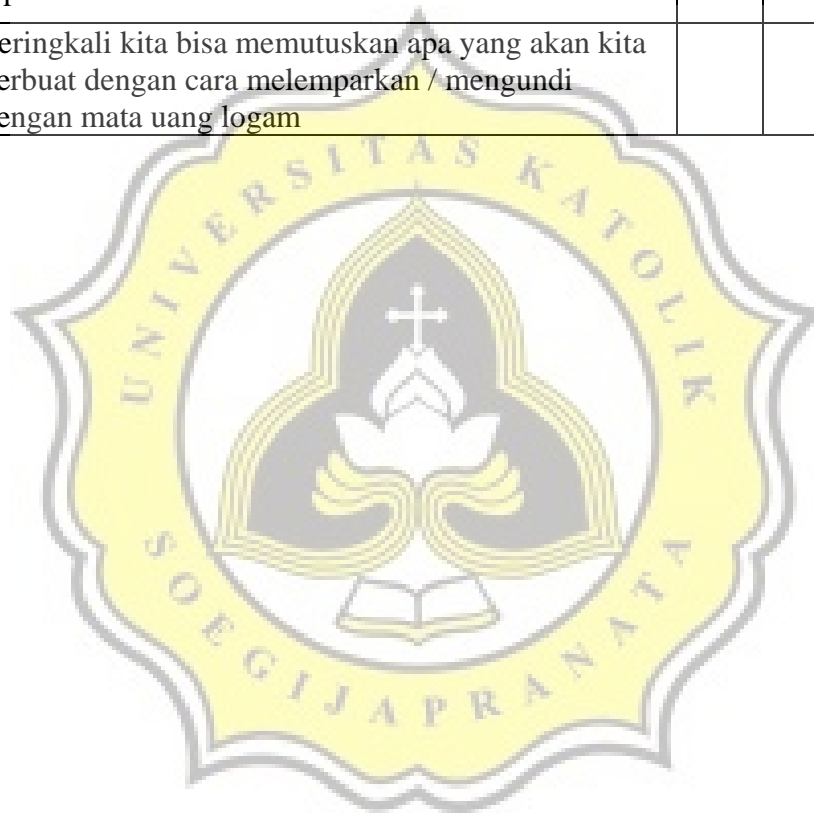 eringkali kita bisa memutuskan apa yang akan kita
erbuat dengan cara melemparkan / mengundi
engan mata uang logam
UNIVERSITAS KATOLIK
SOEGIJAPRANATA